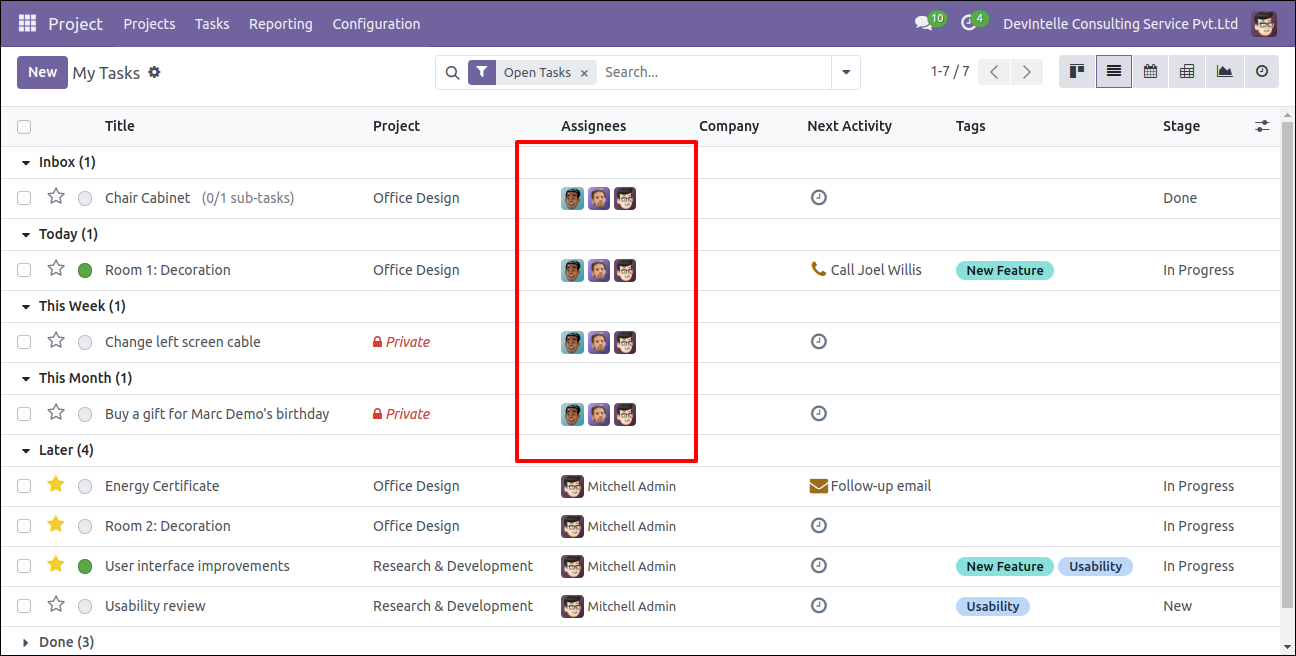 Project Projects Tasks Reporting Configuration 10 4 DevIntelle Consulting Service Pvt.Ltd
New My Tasks Open Tasks × Search... 1-7 / 7
Title Project Assignees Company Next Activity Tags Stage
Inbox (1)
Chair Cabinet (0/1 sub-tasks) Office Design Done
Today (1)
Room 1: Decoration Office Design Call Joel Willis New Feature In Progress
This Week (1)
Change left screen cable Private
This Month (1)
Buy a gift for Marc Demo's birthday Private
Later (4)
Energy Certificate Office Design Mitchell Admin Follow-up email In Progress
Room 2: Decoration Office Design Mitchell Admin In Progress
User interface improvements Research & Development Mitchell Admin New Feature Usability In Progress
Usability review Research & Development Mitchell Admin Usability New
Done (3)